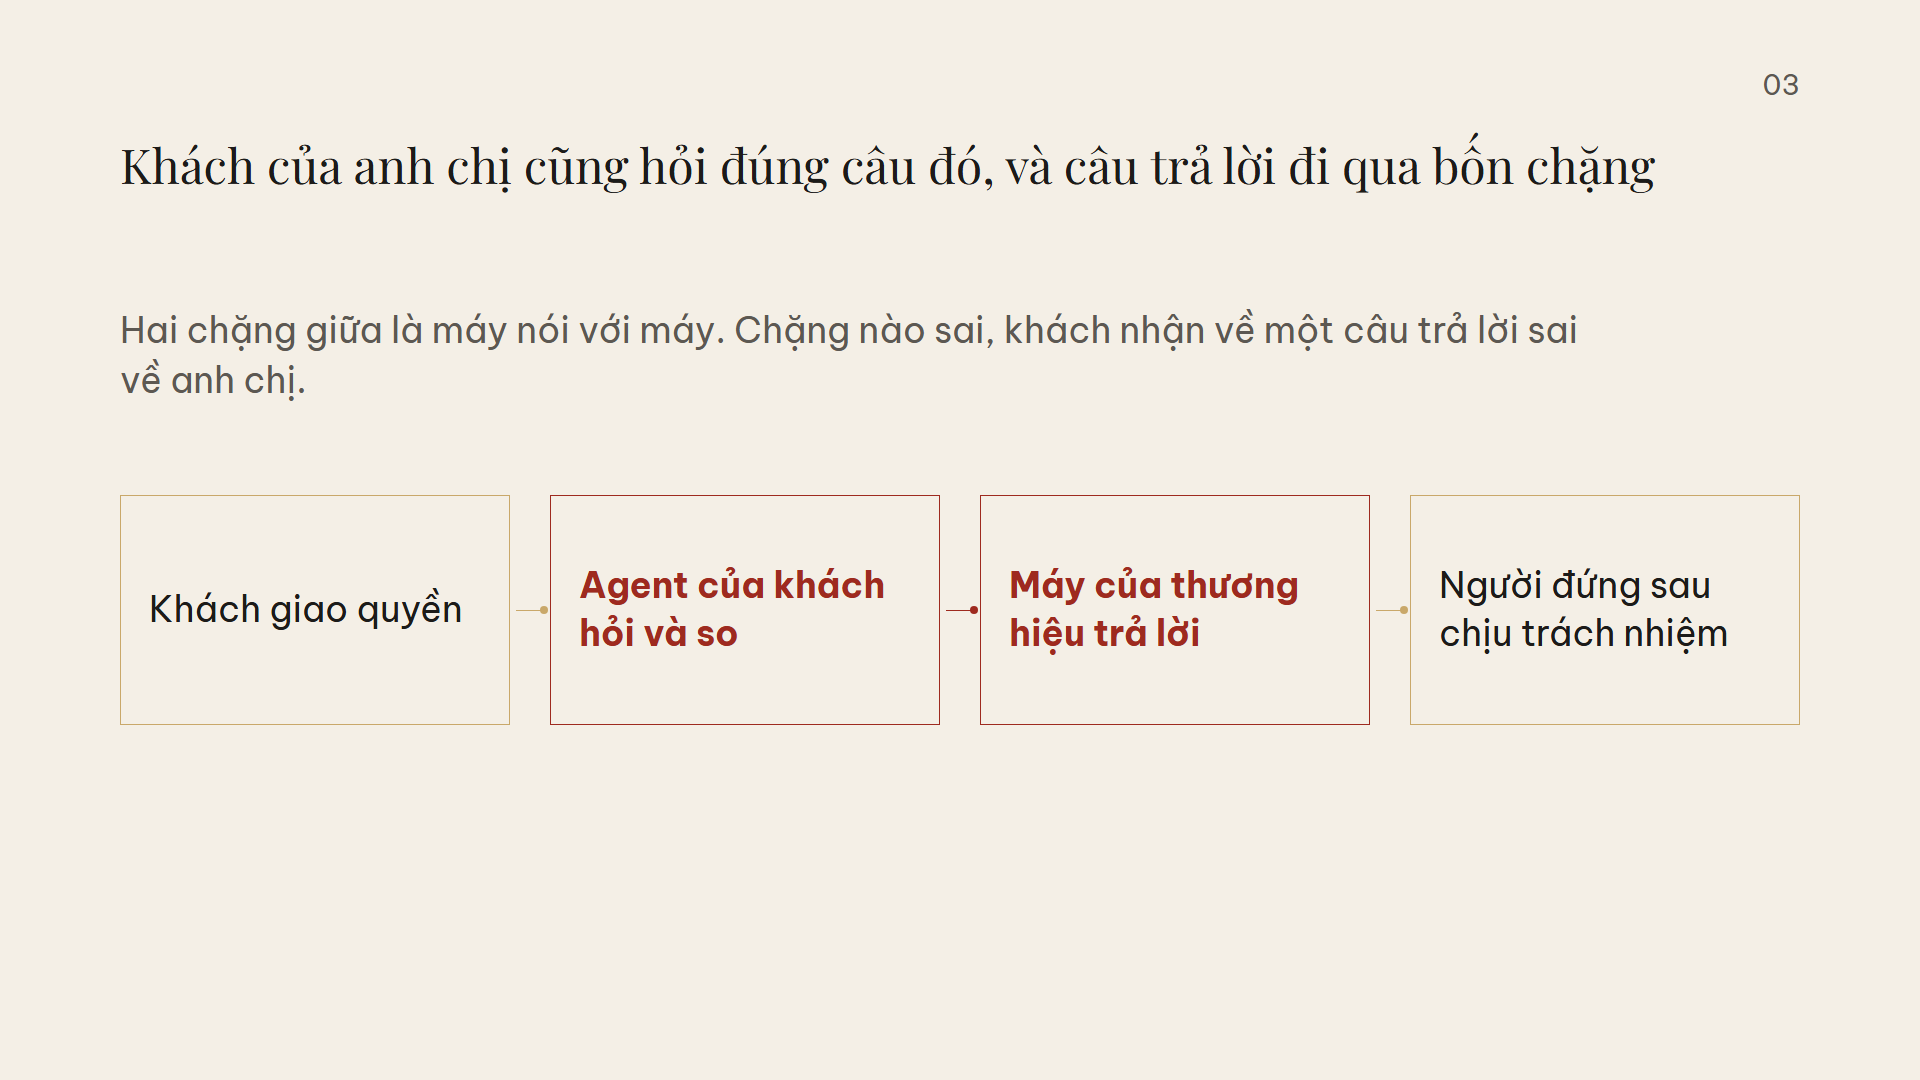 03
Khách của anh chị cũng hỏi đúng câu đó, và câu trả lời đi qua bốn chặng
Hai chặng giữa là máy nói với máy. Chặng nào sai, khách nhận về một câu trả lời sai
về anh chị.
Khách giao quyền
Agent của khách
hỏi và so
Máy của thương
hiệu trả lời
Người đứng sau
chịu trách nhiệm